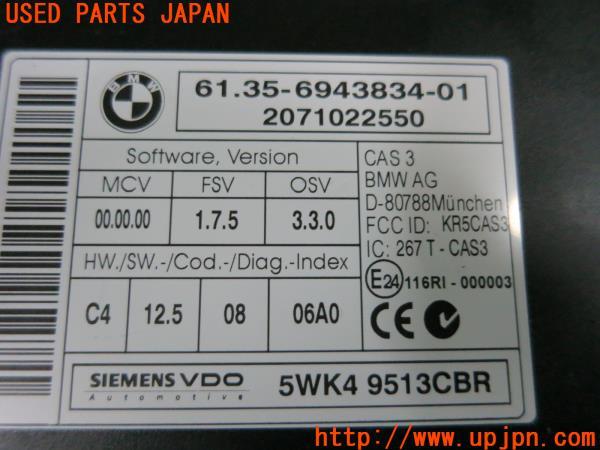 USED PARTS JAPAN
BMW
61.35-6943834-01
2071022550
Software, Version
MCV FSV OSV
00.00.00 1.7.5 3.3.0
HW./SW.-/Cod.-/Diag.-Index
C4 12.5 08 06A0
CAS 3
BMW AG
D-80788München
FCC ID: KR5CAS3
IC: 267 T - CAS3
E24 116RI - 000003
CE
SIEMENS VDO
Automotive
5WK4 9513CBR
http://www.upjpn.com/